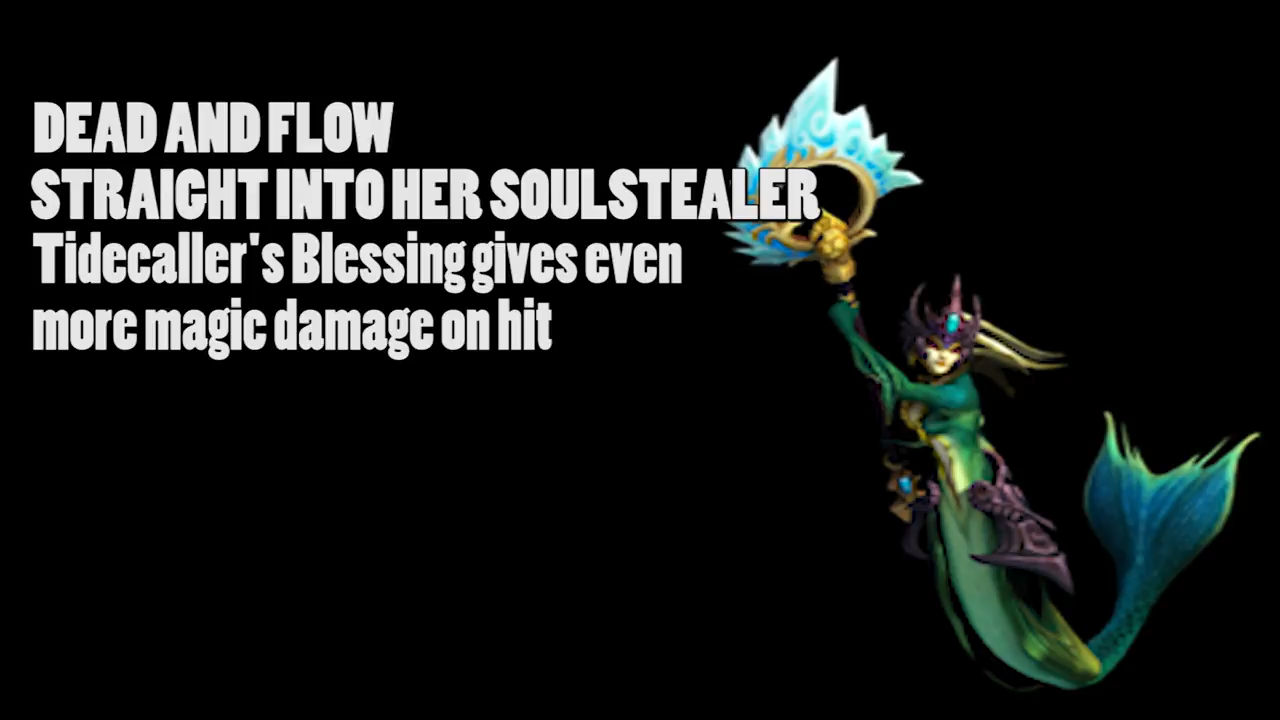 DEAD AND FLOW
STRAIGHT INTO HER SOULSTEALER
Tidecaller's Blessing gives even
more magic damage on hit